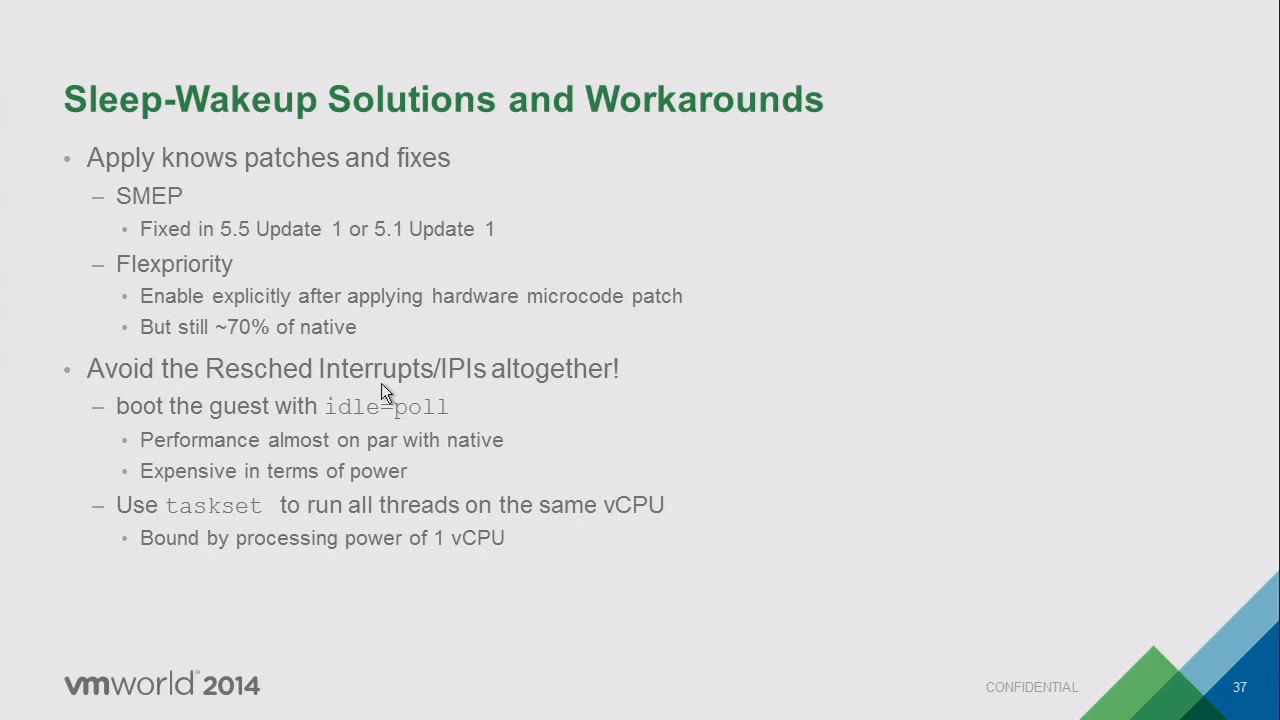 Sleep-Wakeup Solutions and Workarounds
• Apply knows patches and fixes
– SMEP
• Fixed in 5.5 Update 1 or 5.1 Update 1
– Flexpriority
• Enable explicitly after applying hardware microcode patch
• But still ~70% of native
• Avoid the Resched Interrupts/IPIs altogether!
– boot the guest with idle=poll
• Performance almost on par with native
• Expensive in terms of power
– Use taskset to run all threads on the same vCPU
• Bound by processing power of 1 vCPU
vmworld 2014
CONFIDENTIAL
37